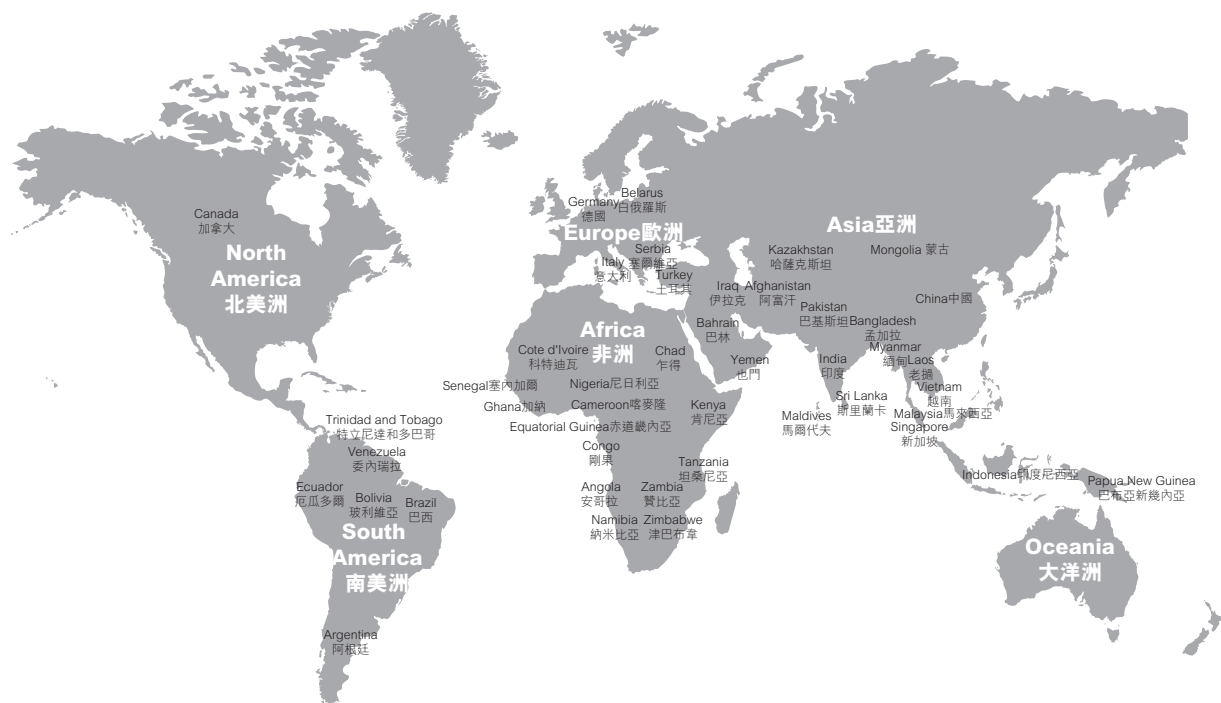 Canada
加拿大
North
America
北美洲
Trinidad and Tobago
特立尼達和多巴哥
Venezuela
委內瑞拉
Ecuador
厄瓜多爾
Bolivia
玻利維亞
Brazil
巴西
South
America
南美洲
Argentina
阿根廷
Germany
德國
Belarus
白俄羅斯
Europe歐洲
Serbia
塞爾維亞
Italy
意大利
Turkey
土耳其
Africa
非洲
Cote d'Ivoire
科特迪瓦
Chad
乍得
Senegal塞內加爾
Nigeria尼日利亞
Ghana加納
Cameroon喀麥隆
Kenya
肯尼亞
Equatorial Guinea赤道畿內亞
Congo
剛果
Tanzania
坦桑尼亞
Angola
安哥拉
Zambia
贊比亞
Namibia
納米比亞
Zimbabwe
津巴布韋
Asia亞洲
Kazakhstan
哈薩克斯坦
Mongolia 蒙古
Iraq
伊拉克
Afghanistan
阿富汗
China中國
Pakistan
巴基斯坦
Bahrain
巴林
Bangladesh
孟加拉
Myanmar
緬甸
Yemen
也門
India
印度
Laos
老撾
Vietnam
越南
Sri Lanka
斯里蘭卡
Maldives
馬爾代夫
Malaysia馬來西亞
Singapore
新加坡
Indonesia印度尼西亞
Papua New Guinea
巴布亞新幾內亞
Oceania
大洋洲